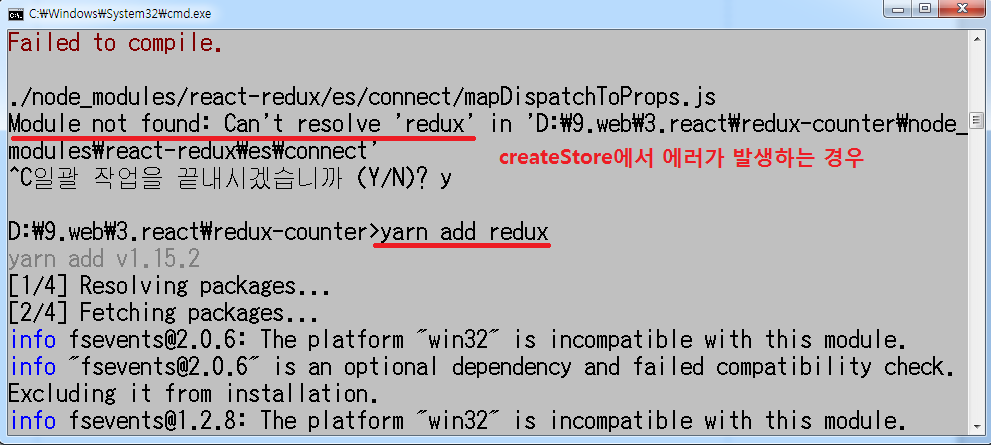 C:₩Windows₩System32₩cmd.exe
Failed to compile.
./node_modules/react-redux/es/connect/mapDispatchToProps.js
Module not found: Can't resolve 'redux' in 'D:₩9.web₩3.react₩redux-counter₩node_
modules₩react-redux₩es₩connect'
createStore에서 에러가 발생하는 경우
^C일괄 작업을 끝내시겠습니까 (Y/N)? y
D:₩9.web₩3.react₩redux-counter>yarn add redux
yarn add v1.15.2
[1/4] Resolving packages...
[2/4] Fetching packages...
info fsevents@2.0.6: The platform "win32" is incompatible with this module.
info "fsevents@2.0.6" is an optional dependency and failed compatibility check.
Excluding it from installation.
info fsevents@1.2.8: The platform "win32" is incompatible with this module.